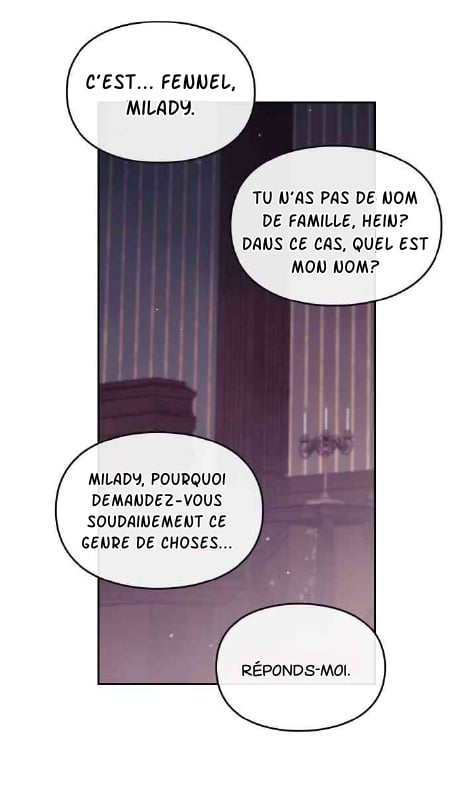 C'EST... FENNEL,
MILADY.
TU N'AS PAS DE NOM
DE FAMILLE, HEIN?
DANS CE CAS, QUEL EST
MON NOM?
MILADY, POURQUOI
DEMANDEZ-VOUS
SOUDAINEMENT CE
GENRE DE CHOSES...
RÉPONDS-MOI.